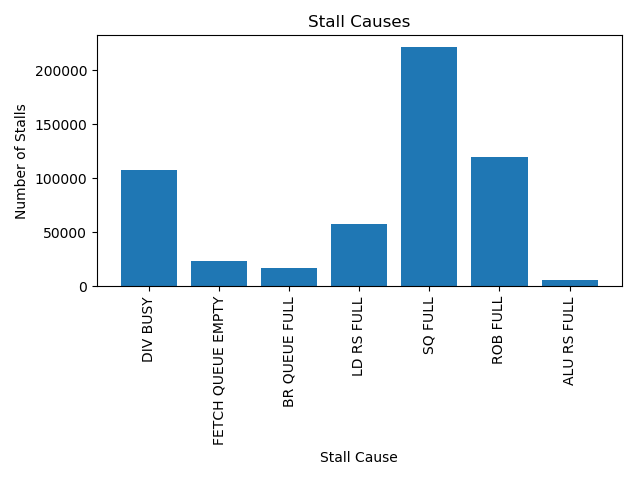 Stall Causes
Number of Stalls
200000
150000
100000
50000
0
DIV BUSY
FETCH QUEUE EMPTY
BR QUEUE FULL
LD RS FULL
SQ FULL
ROB FULL
ALU RS FULL
Stall Cause